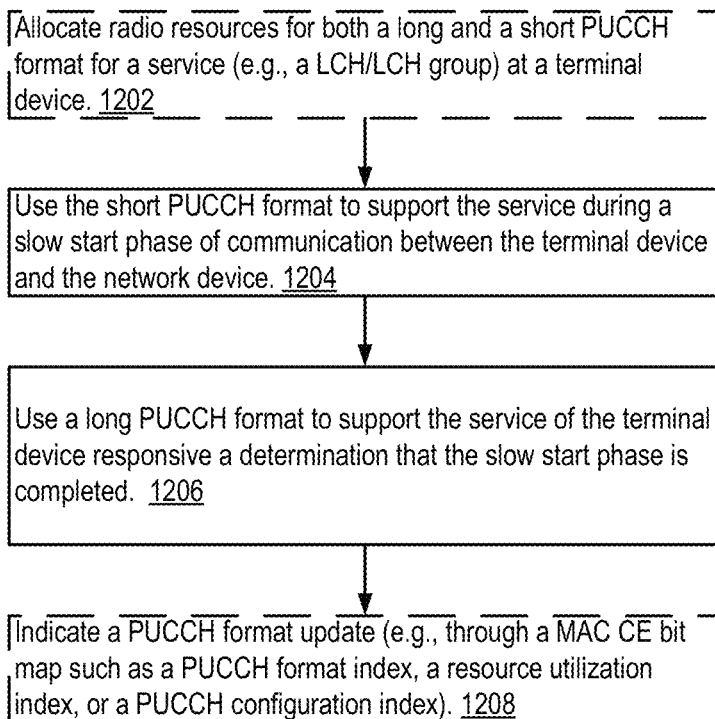 Allocate radio resources for both a long and a short PUCCH
format for a service (e.g., a LCH/LCH group) at a terminal
device. 1202
Use the short PUCCH format to support the service during a
slow start phase of communication between the terminal device
and the network device. 1204
Use a long PUCCH format to support the service of the terminal
device responsive a determination that the slow start phase is
completed. 1206
Indicate a PUCCH format update (e.g., through a MAC CE bit
map such as a PUCCH format index, a resource utilization
index, or a PUCCH configuration index). 1208